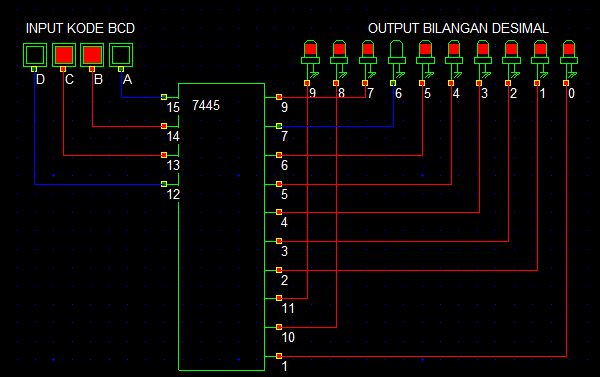 INPUT KODE BCD OUTPUT BILANGAN DESIMAL
D C B A
9 8 7 6 5 4 3 2 1 0
15 7445 9
14 7
13 6
12 5
4
3
2
11
10
1